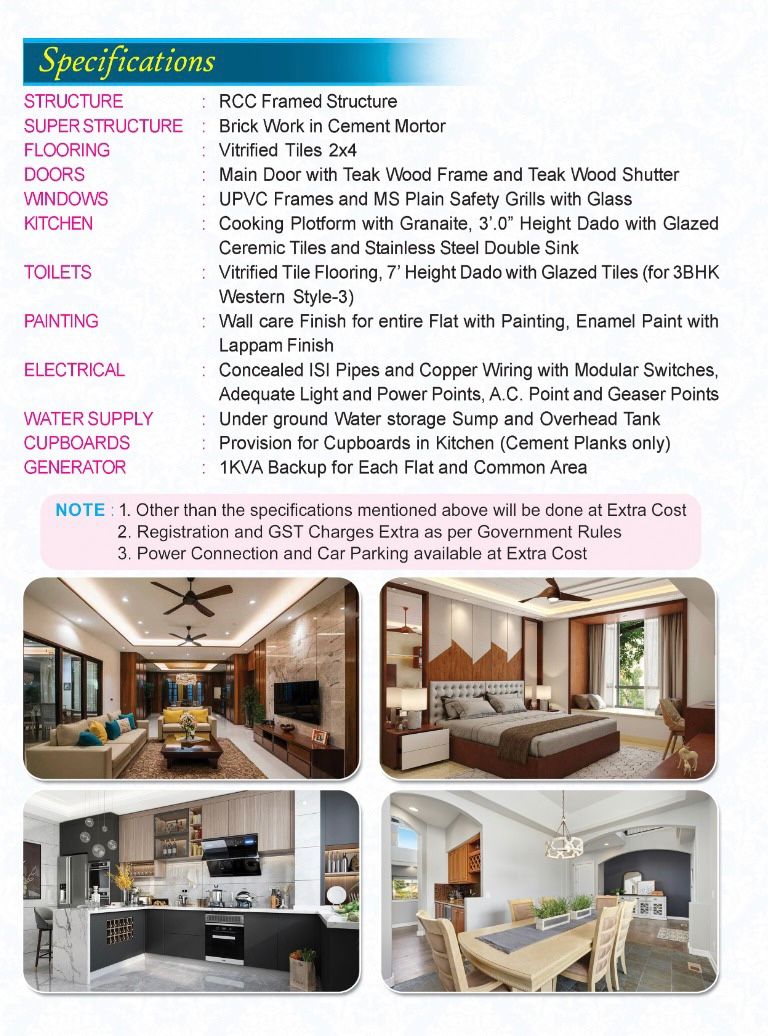 Specifications
STRUCTURE : RCC Framed Structure
SUPER STRUCTURE : Brick Work in Cement Mortor
FLOORING : Vitrified Tiles 2x4
DOORS : Main Door with Teak Wood Frame and Teak Wood Shutter
WINDOWS : UPVC Frames and MS Plain Safety Grills with Glass
KITCHEN : Cooking Plotform with Granaite, 3'.0" Height Dado with Glazed
Ceremic Tiles and Stainless Steel Double Sink
TOILETS : Vitrified Tile Flooring, 7' Height Dado with Glazed Tiles (for 3BHK
Western Style-3)
PAINTING : Wall care Finish for entire Flat with Painting, Enamel Paint with
Lappam Finish
ELECTRICAL : Concealed ISI Pipes and Copper Wiring with Modular Switches,
Adequate Light and Power Points, A.C. Point and Geaser Points
WATER SUPPLY : Under ground Water storage Sump and Overhead Tank
CUPBOARDS : Provision for Cupboards in Kitchen (Cement Planks only)
GENERATOR : 1KVA Backup for Each Flat and Common Area
NOTE : 1. Other than the specifications mentioned above will be done at Extra Cost
2. Registration and GST Charges Extra as per Government Rules
3. Power Connection and Car Parking available at Extra Cost